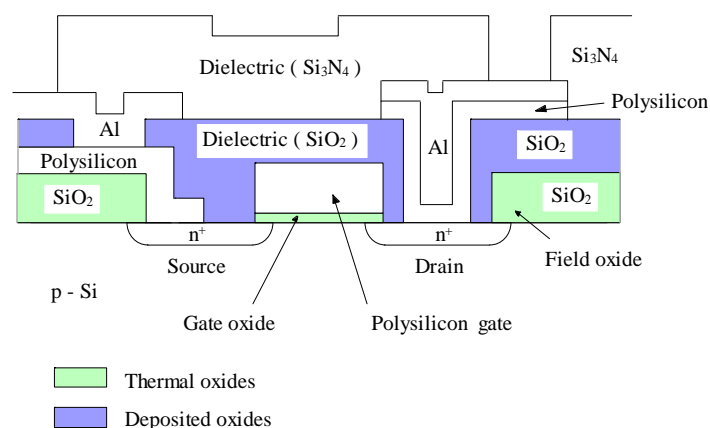 Dielectric ( Si₃N₄ )
Si₃N₄
Polysilicon
Al
Dielectric ( SiO₂ )
Al
SiO₂
Polysilicon
SiO₂
SiO₂
n⁺
n⁺
Source
Drain
Field oxide
p - Si
Gate oxide
Polysilicon gate
Thermal oxides
Deposited oxides